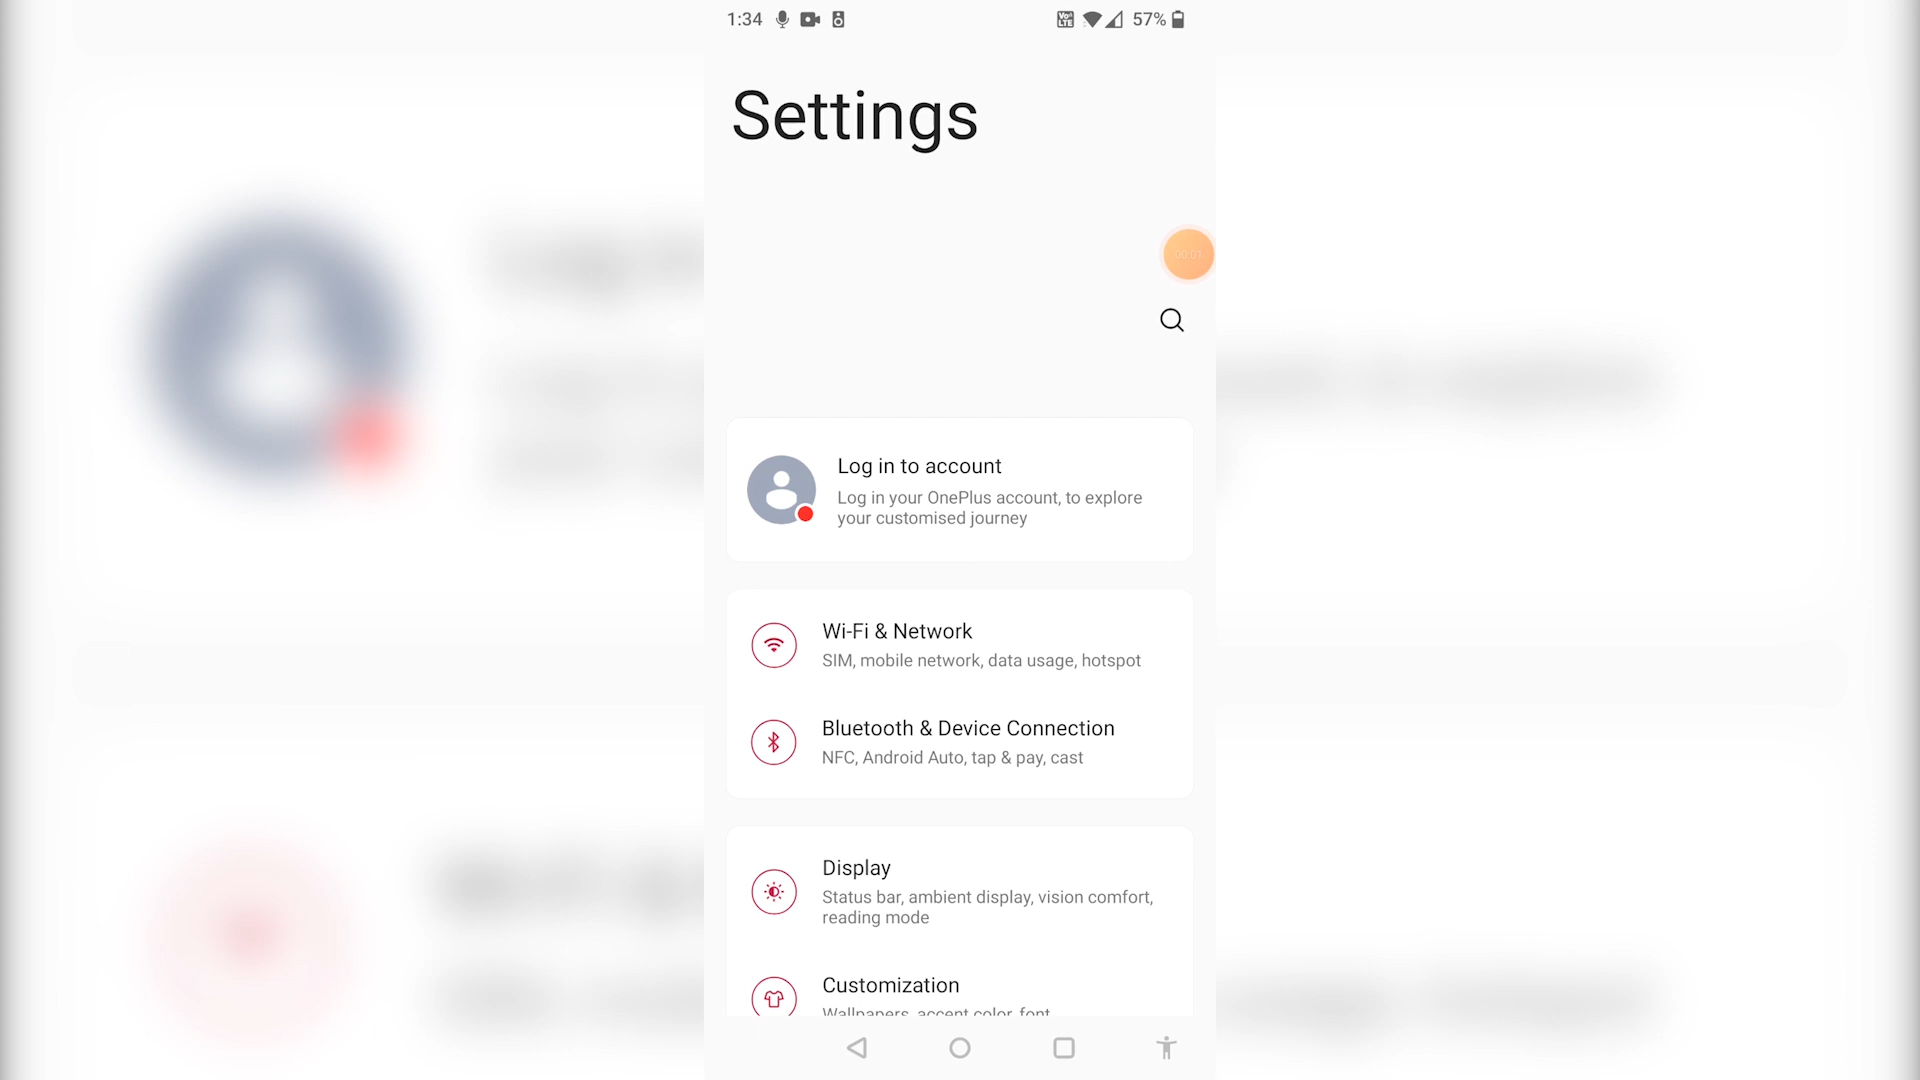 1:34 57%
Settings
00:01
Log in to account
Log in your OnePlus account, to explore
your customised journey
Wi-Fi & Network
SIM, mobile network, data usage, hotspot
Bluetooth & Device Connection
NFC, Android Auto, tap & pay, cast
Display
Status bar, ambient display, vision comfort,
reading mode
Customization
Wallpapers, accent color, font